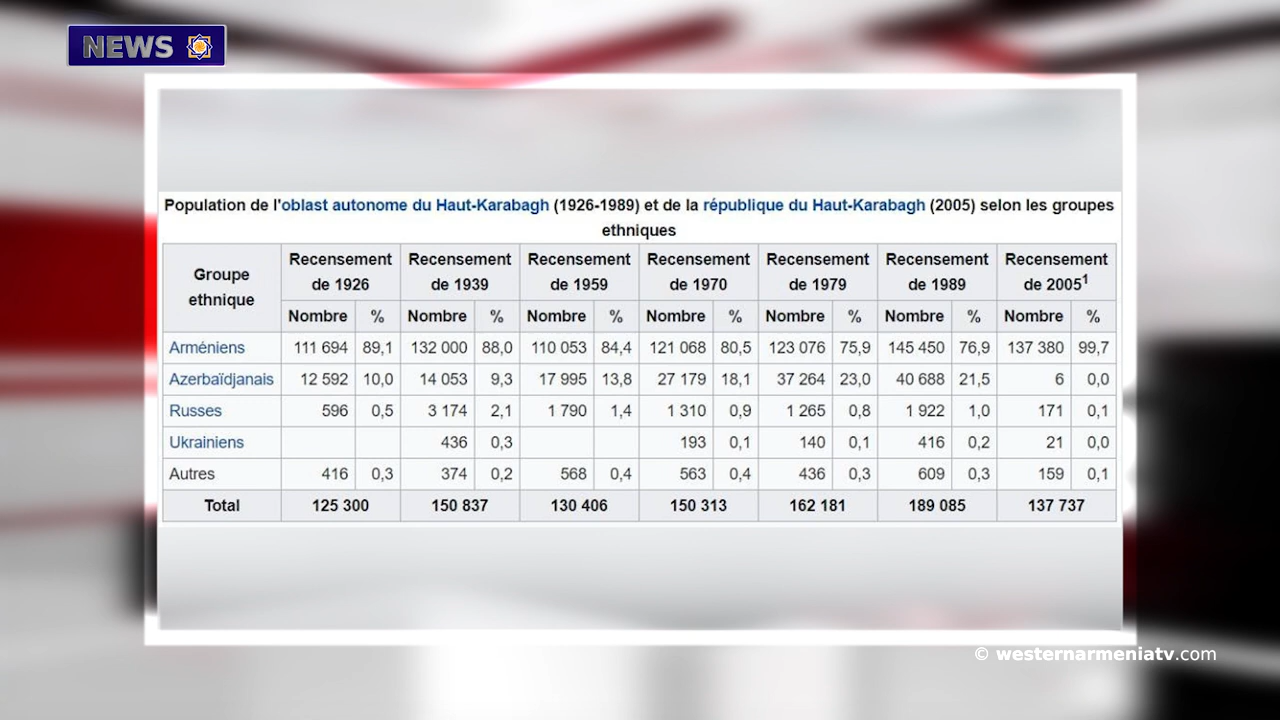 NEWS
Population de l'oblast autonome du Haut-Karabagh (1926-1989) et de la république du Haut-Karabagh (2005) selon les groupes
ethniques
Groupe ethnique Recensement de 1926 Recensement de 1939 Recensement de 1959 Recensement de 1970 Recensement de 1979 Recensement de 1989 Recensement de 2005¹
Nombre % Nombre % Nombre % Nombre % Nombre % Nombre % Nombre %
Arméniens 111 694 89,1 132 000 88,0 110 053 84,4 121 068 80,5 123 076 75,9 145 450 76,9 137 380 99,7
Azerbaïdjanais 12 592 10,0 14 053 9,3 17 995 13,8 27 179 18,1 37 264 23,0 40 688 21,5 6 0,0
Russes 596 0,5 3 174 2,1 1 790 1,4 1 310 0,9 1 265 0,8 1 922 1,0 171 0,1
Ukrainiens 436 0,3 193 0,1 140 0,1 416 0,2 21 0,0
Autres 416 0,3 374 0,2 568 0,4 563 0,4 436 0,3 609 0,3 159 0,1
Total 125 300 150 837 130 406 150 313 162 181 189 085 137 737
© westernarmeniatv.com